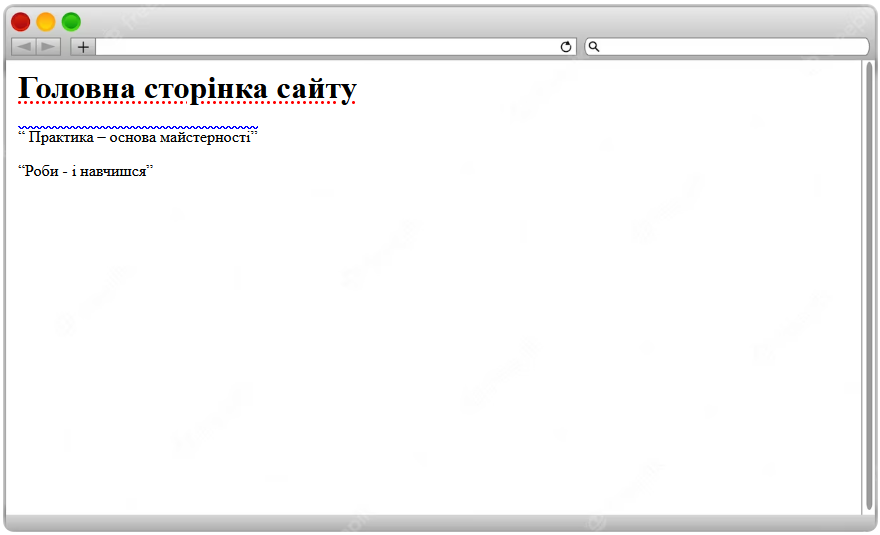 Головна сторінка сайту
“ Практика – основа майстерності”
“Роби - і навчишся”